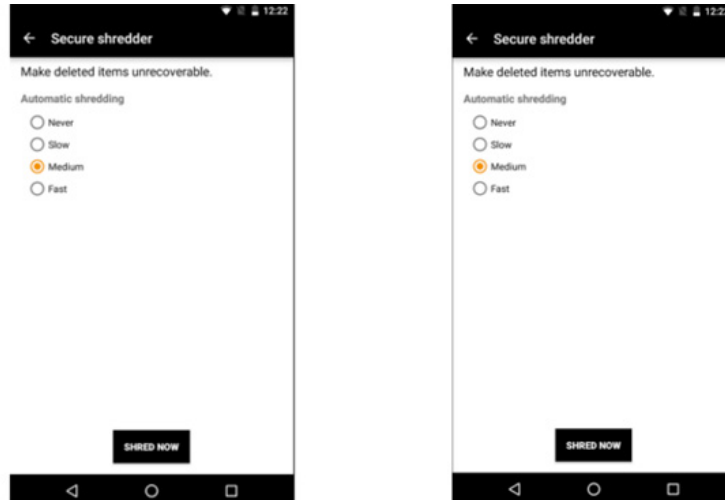 12:22
Secure shredder
Make deleted items unrecoverable.
Automatic shredding
Never
Slow
Medium
Fast
SHRED NOW
12:22
Secure shredder
Make deleted items unrecoverable.
Automatic shredding
Never
Slow
Medium
Fast
SHRED NOW